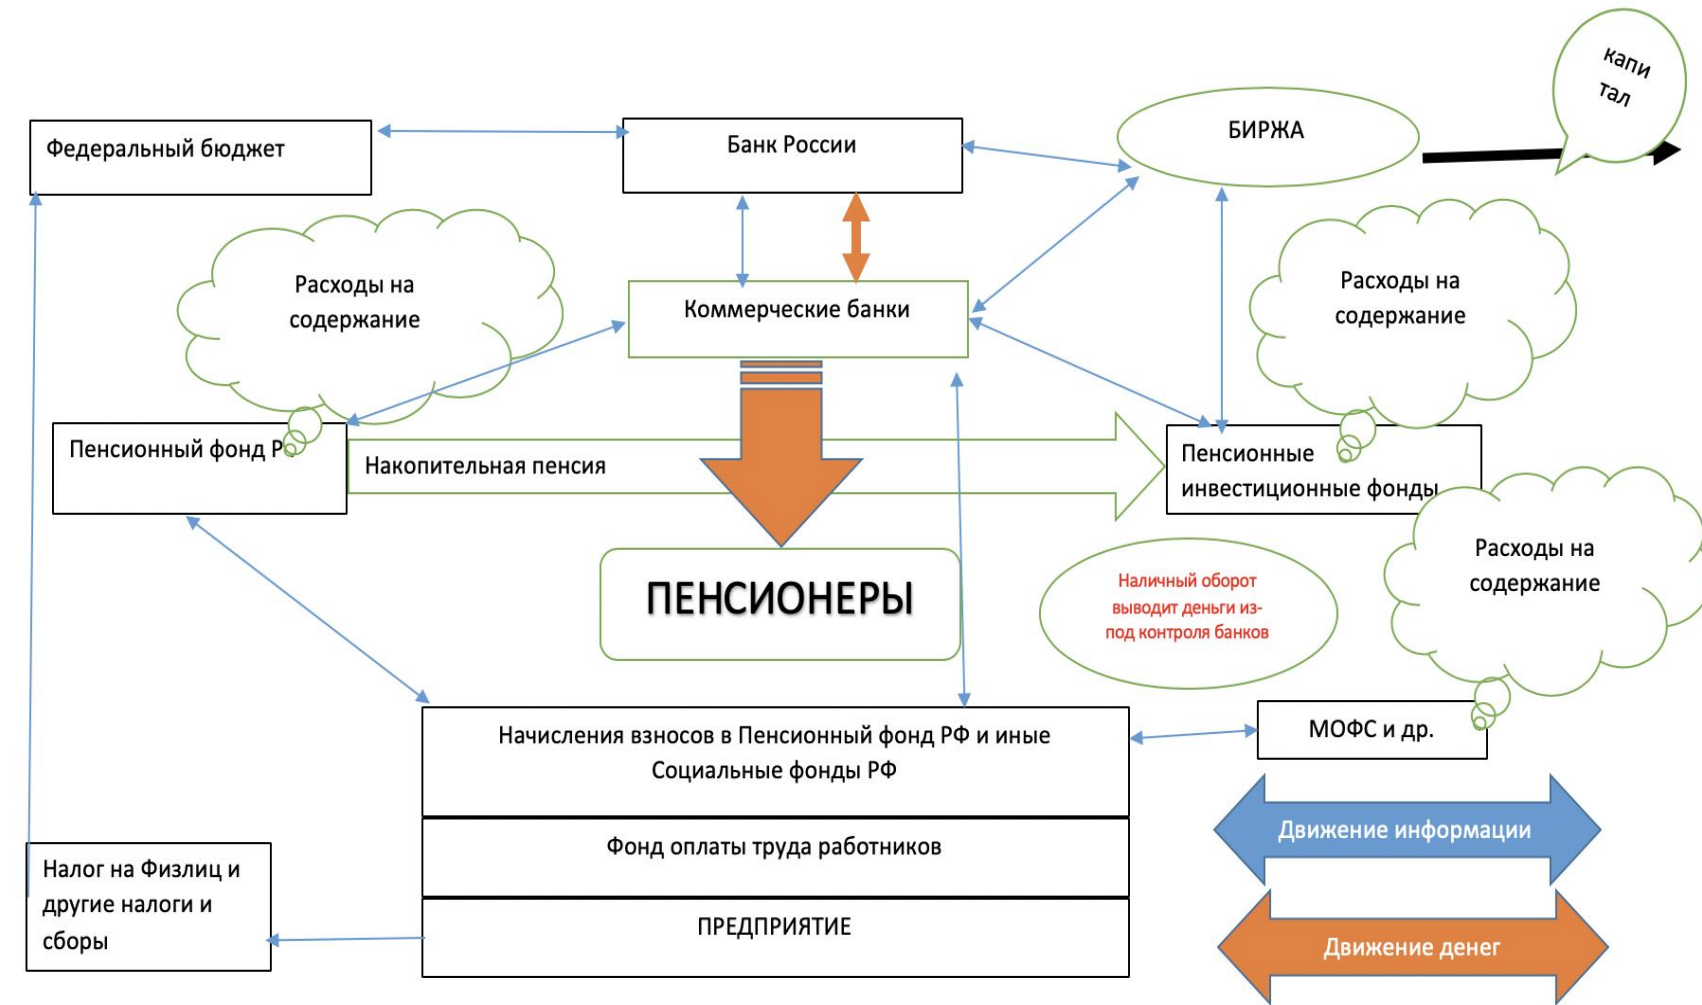 капи
тал
Федеральный бюджет
Банк России
БИРЖА
Расходы на
содержание
Коммерческие банки
Расходы на
содержание
Пенсионный фонд Р
Накопительная пенсия
Пенсионные
инвестиционные фонды
ПЕНСИОНЕРЫ
Наличный оборот
выводит деньги из-
под контроля банков
Расходы на
содержание
Начисления взносов в Пенсионный фонд РФ и иные
Социальные фонды РФ
МОФС и др.
Фонд оплаты труда работников
Движение информации
Налог на Физлиц и
другие налоги и
сборы
ПРЕДПРИЯТИЕ
Движение денег